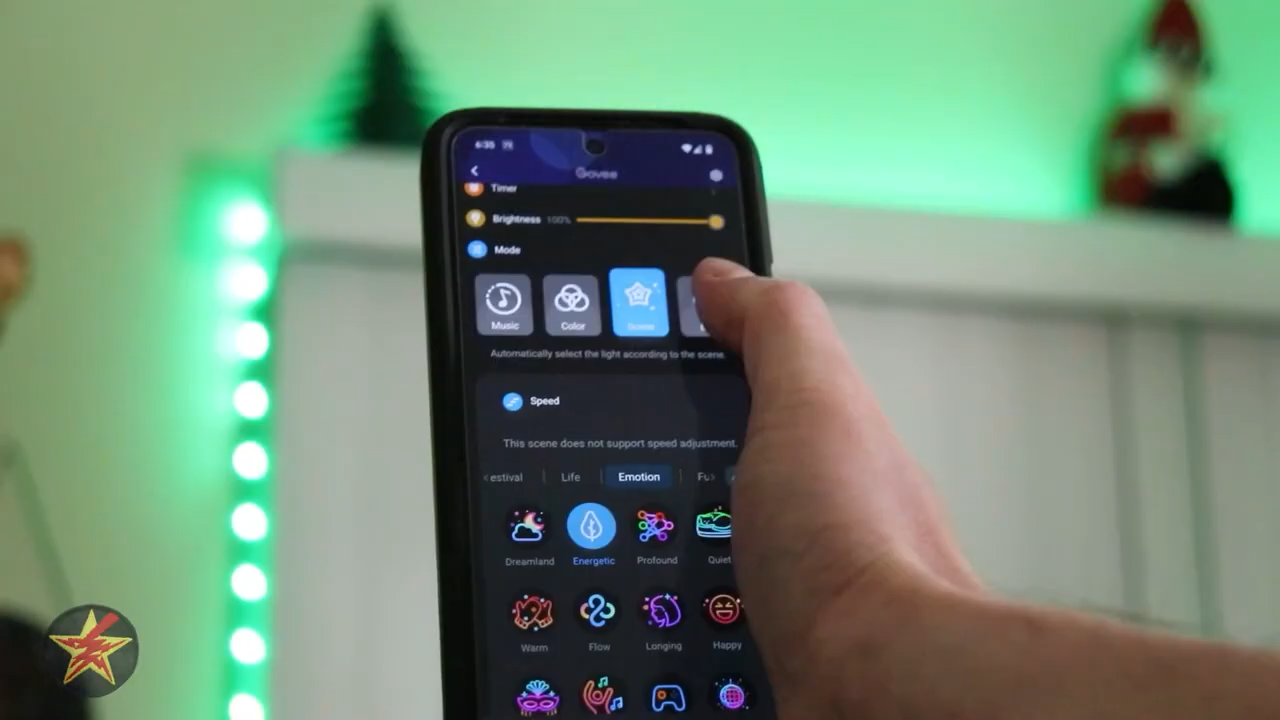 6:35
Govee
Timer
Brightness 100%
Mode
Music Color Scene
Automatically select the light according to the scene.
Speed
This scene does not support speed adjustment.
estival Life Emotion Fu
Dreamland Energetic Profound Quiet
Warm Flow Longing Happy